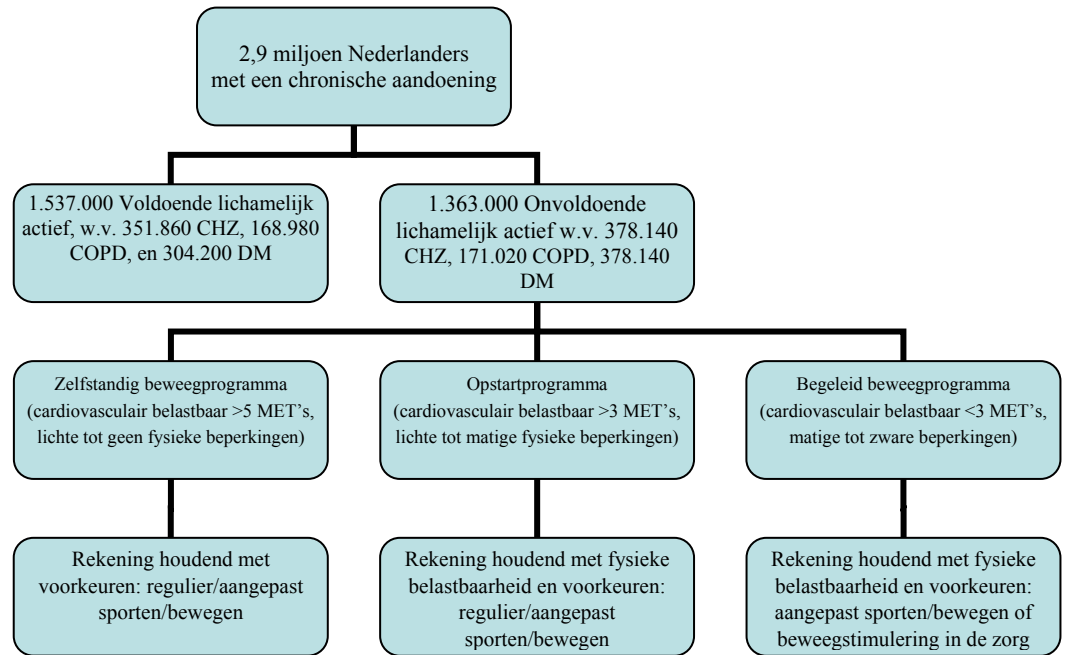 2,9 miljoen Nederlanders
met een chronische aandoening
1.537.000 Voldoende lichamelijk
actief, w.v. 351.860 CHZ, 168.980
COPD, en 304.200 DM
1.363.000 Onvoldoende
lichamelijk actief w.v. 378.140
CHZ, 171.020 COPD, 378.140
DM
Zelfstandig beweegprogramma
(cardiovasculair belastbaar >5 MET’s,
lichte tot geen fysieke beperkingen)
Opstartprogramma
(cardiovasculair belastbaar >3 MET’s,
lichte tot matige fysieke beperkingen)
Begeleid beweegprogramma
(cardiovasculair belastbaar <3 MET’s,
matige tot zware beperkingen)
Rekening houdend met
voorkeuren: regulier/aangepast
sporten/bewegen
Rekening houdend met fysieke
belastbaarheid en voorkeuren:
regulier/aangepast
sporten/bewegen
Rekening houdend met fysieke
belastbaarheid en voorkeuren:
aangepast sporten/bewegen of
beweegstimulering in de zorg